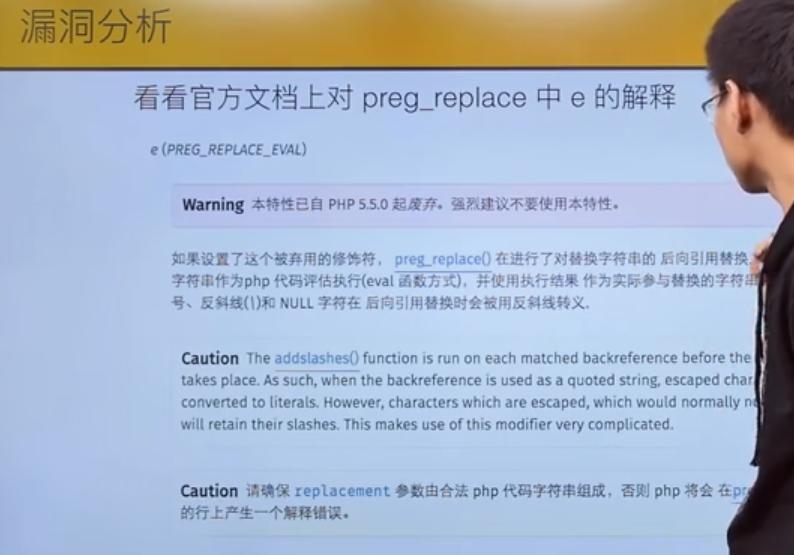 漏洞分析
看看官方文档上对 preg_replace 中 e 的解释
e (PREG_REPLACE_EVAL)
Warning 本特性已自 PHP 5.5.0 起废弃。强烈建议不要使用本特性。
如果设置了这个被弃用的修饰符， preg_replace() 在进行了对替换字符串的 后向引用替换
字符串作为php 代码评估执行(eval 函数方式)，并使用执行结果 作为实际参与替换的字符串
号、反斜线(\)和 NULL 字符在 后向引用替换时会被用反斜线转义.
Caution The addslashes() function is run on each matched backreference before the
takes place. As such, when the backreference is used as a quoted string, escaped
converted to literals. However, characters which are escaped, which would normally
will retain their slashes. This makes use of this modifier very complicated.
Caution 请确保 replacement 参数由合法 php 代码字符串组成，否则 php 将会 在
的行上产生一个解释错误。